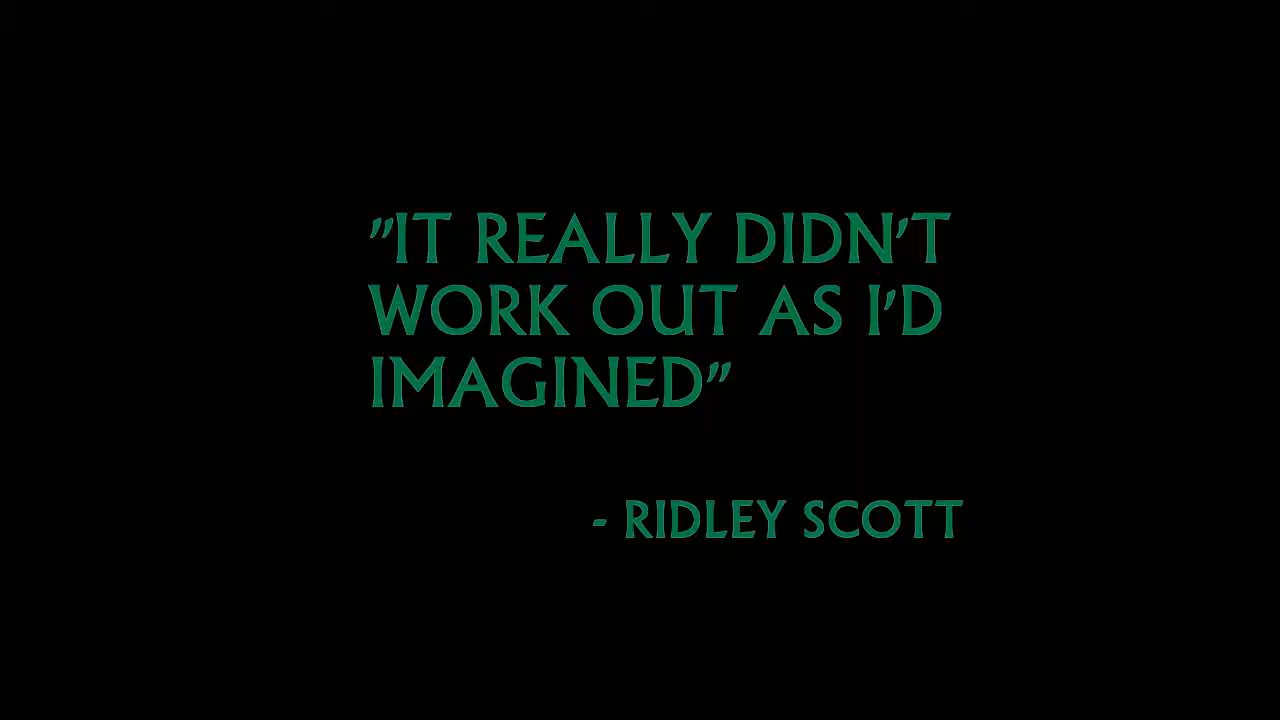 "IT REALLY DIDN'T
WORK OUT AS I'D
IMAGINED"
- RIDLEY SCOTT